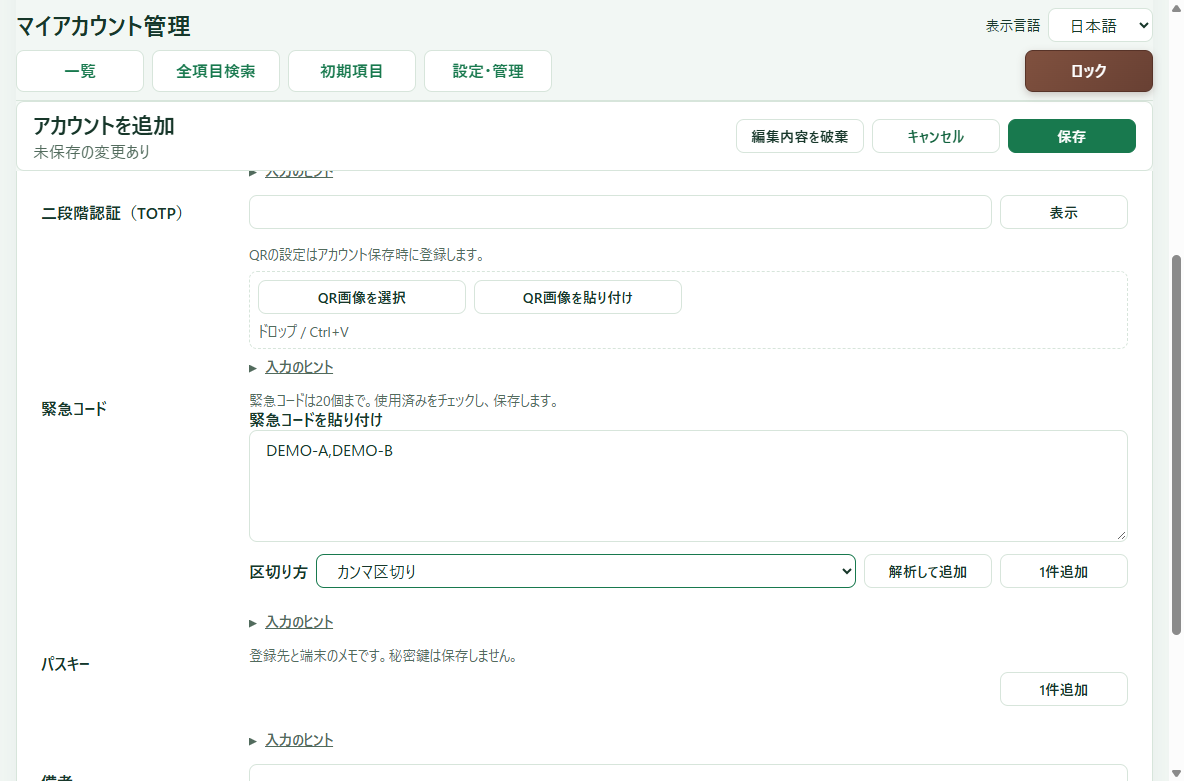 マイアカウント管理
表示言語 日本語
一覧 全項目検索 初期項目 設定・管理 ロック
アカウントを追加
未保存の変更あり
編集内容を破棄 キャンセル 保存
入力のヒント
二段階認証（TOTP） 表示
QRの設定はアカウント保存時に登録します。
QR画像を選択 QR画像を貼り付け
ドロップ / Ctrl+V
入力のヒント
緊急コード
緊急コードは20個まで。使用済みをチェックし、保存します。
緊急コードを貼り付け
DEMO-A,DEMO-B
区切り方 カンマ区切り 解析して追加 1件追加
入力のヒント
パスキー
登録先と端末のメモです。秘密鍵は保存しません。
1件追加
入力のヒント
備考